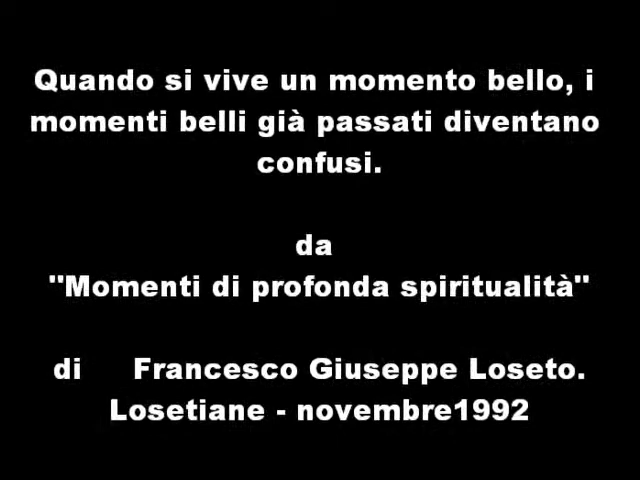 Quando si vive un momento bello, i
momenti belli già passati diventano
confusi.
da
"Momenti di profonda spiritualità"
di Francesco Giuseppe Loseto.
Losetiane - novembre1992